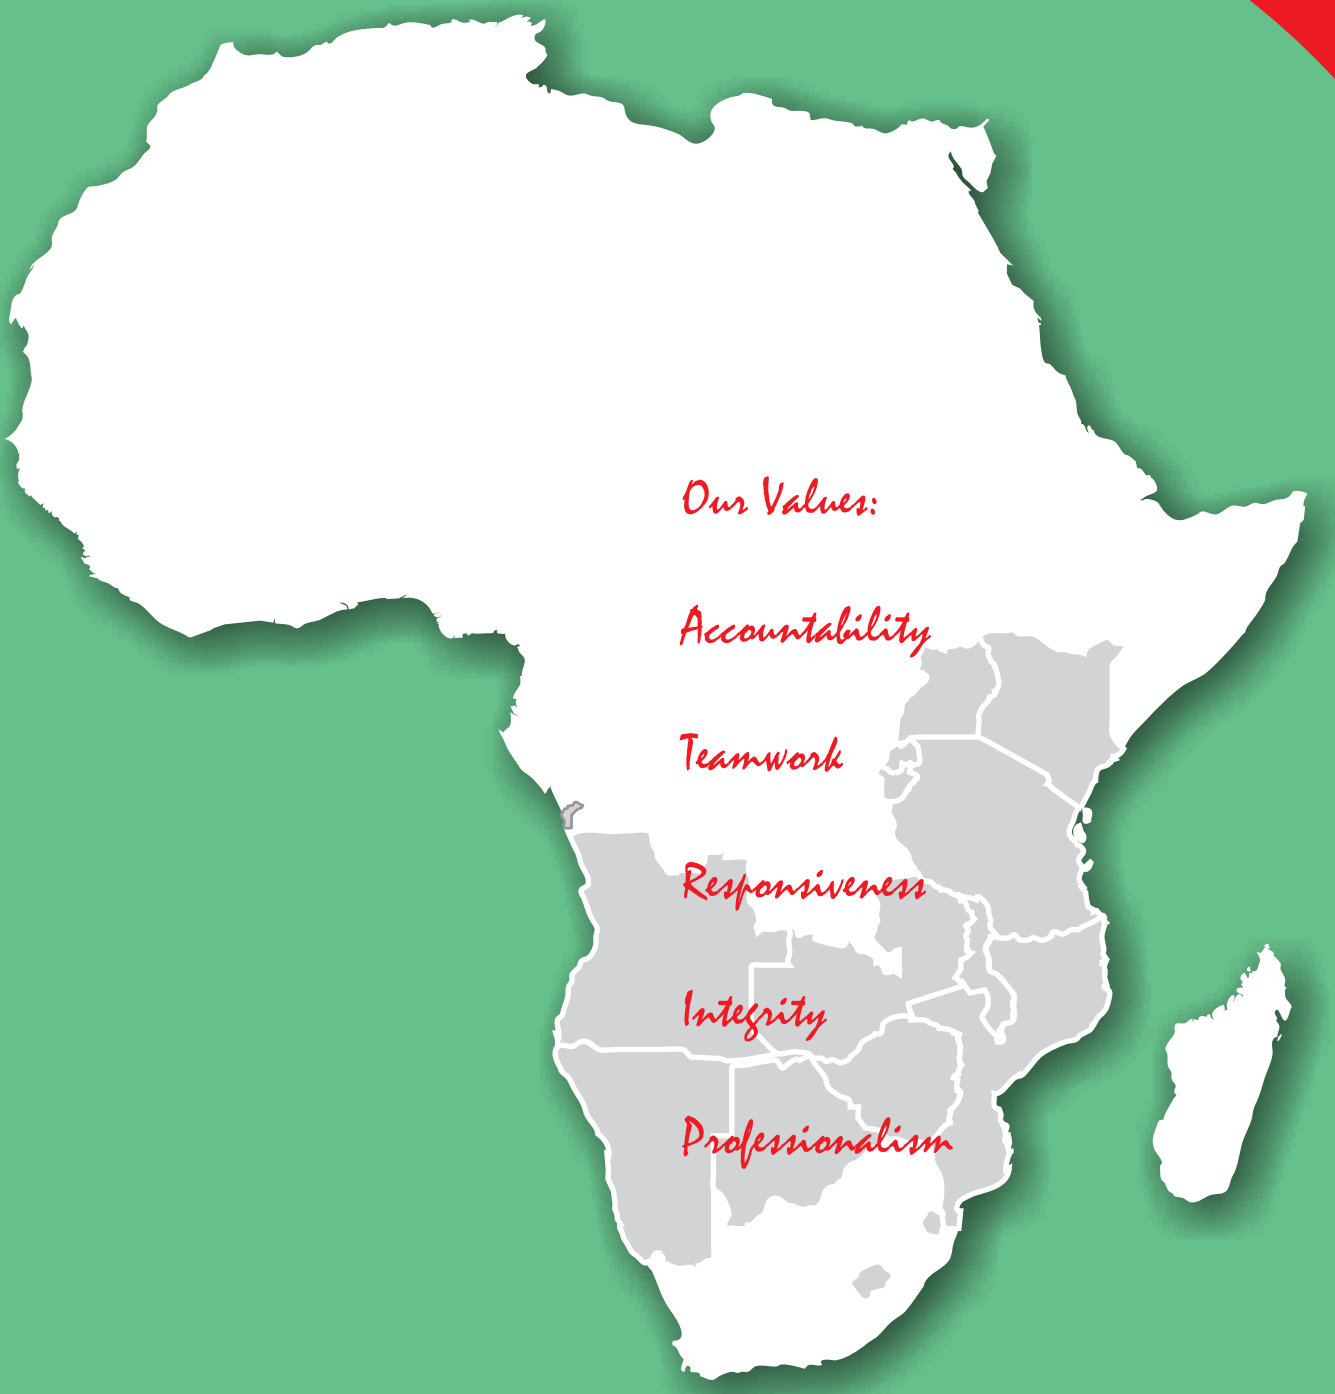 Our Values:
Accountability
Teamwork
Responsiveness
Integrity
Professionalism